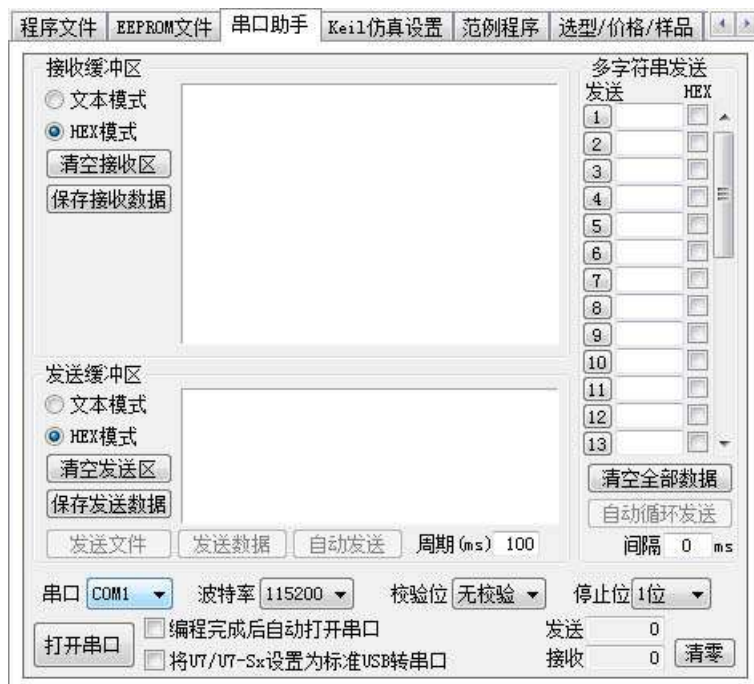 程序文件 EEPROM文件 串口助手 Keil仿真设置 范例程序 选型/价格/样品
接收缓冲区
文本模式
HEX模式
清空接收区
保存接收数据
多字符串发送
发送 HEX
1
2
3
4
5
6
7
8
9
10
11
12
13
发送缓冲区
文本模式
HEX模式
清空发送区
保存发送数据
清空全部数据
自动循环发送
发送文件 发送数据 自动发送 周期(ms) 100
间隔 0 ms
串口 COM1 波特率 115200 校验位 无校验 停止位 1位
打开串口
编程完成后自动打开串口
将U7/U7-Sx设置为标准USB转串口
发送 0
接收 0
清零